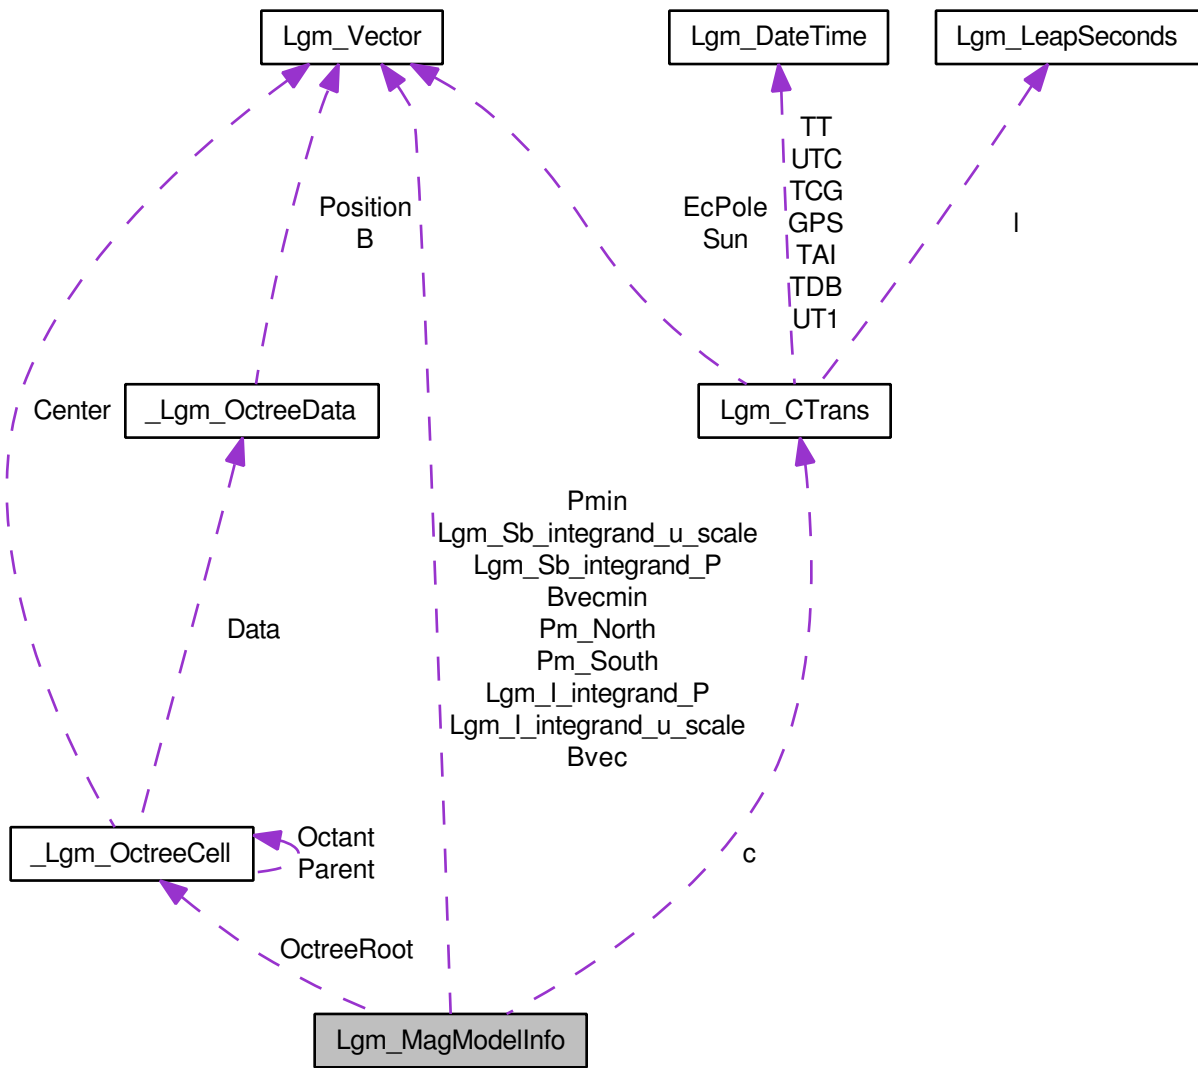 Lgm_Vector
Lgm_DateTime
Lgm_LeapSeconds
TT
UTC
TCG
GPS
TAI
TDB
UT1
EcPole
Sun
Position
B
l
Center
_Lgm_OctreeData
Lgm_CTrans
Pmin
Lgm_Sb_integrand_u_scale
Lgm_Sb_integrand_P
Bvecmin
Pm_North
Pm_South
Lgm_I_integrand_P
Lgm_I_integrand_u_scale
Bvec
Data
_Lgm_OctreeCell
Octant
Parent
c
OctreeRoot
Lgm_MagModelInfo